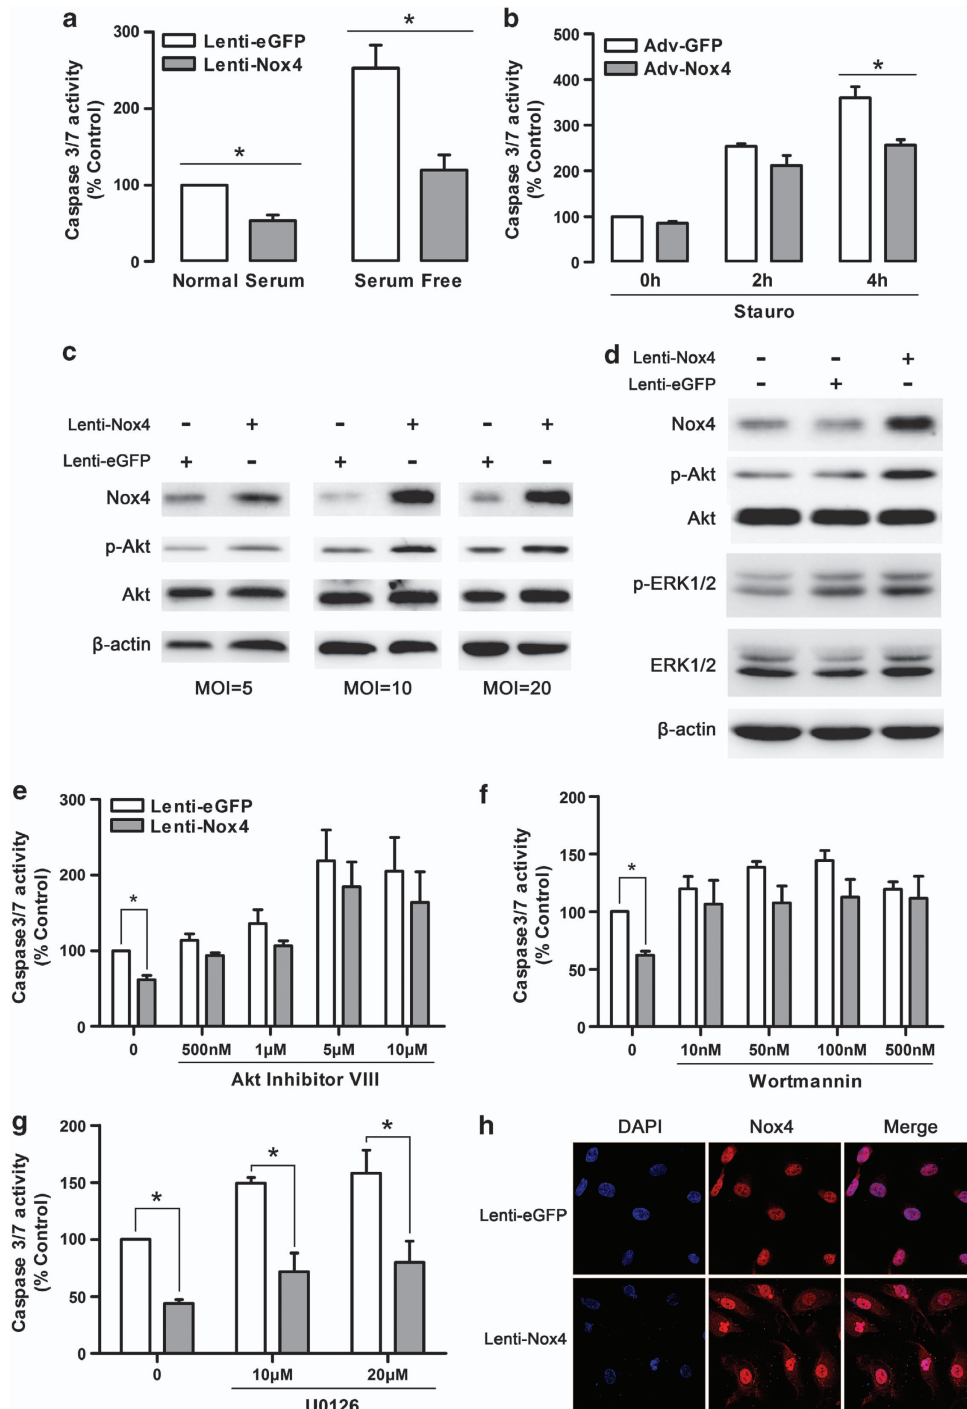 a
Caspase 3/7 activity
(% Control)
300
200
100
0
Lenti-eGFP
Lenti-Nox4
*
*
Normal Serum
Serum Free
b
Caspase 3/7 activity
(% Control)
500
400
300
200
100
0
Adv-GFP
Adv-Nox4
*
0h
2h
4h
Stauro
c
Lenti-Nox4 - + - + - +
Lenti-eGFP + - + - + -
Nox4
p-Akt
Akt
β-actin
MOI=5
MOI=10
MOI=20
d
Lenti-Nox4 - - +
Lenti-eGFP - + -
Nox4
p-Akt
Akt
p-ERK1/2
ERK1/2
β-actin
e
Caspase3/7 activity
(% Control)
300
200
100
0
Lenti-eGFP
Lenti-Nox4
*
0
500nM
1μM
5μM
10μM
Akt Inhibitor VIII
f
Caspase3/7 activity
(% Control)
200
150
100
50
0
*
0
10nM
50nM
100nM
500nM
Wortmannin
g
Caspase 3/7 activity
(% Control)
200
150
100
50
0
*
*
*
0
10μM
20μM
U0126
h
DAPI
Nox4
Merge
Lenti-eGFP
Lenti-Nox4